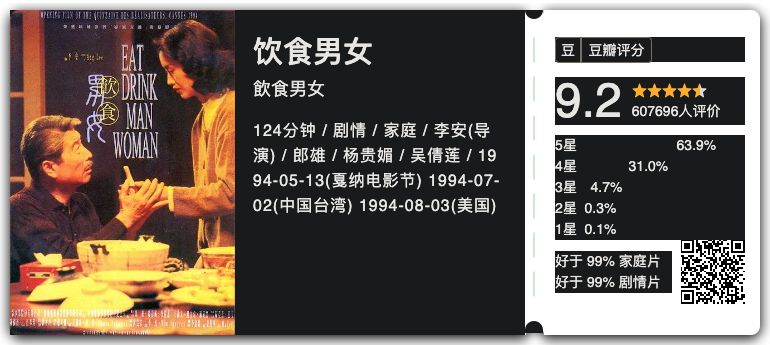 OPENING FILM OF THE QUINZAINE DES RÉALISATEURS, CANNES 1994
EAT
DRINK
MAN
WOMAN
飲食
男女
饮食男女
飲食男女
124分钟 / 剧情 / 家庭 / 李安(导
演) / 郎雄 / 杨贵媚 / 吴倩莲 / 19
94-05-13(戛纳电影节) 1994-07-
02(中国台湾) 1994-08-03(美国)
豆 豆瓣评分
9.2
607696人评价
5星 63.9%
4星 31.0%
3星 4.7%
2星 0.3%
1星 0.1%
好于 99% 家庭片
好于 99% 剧情片